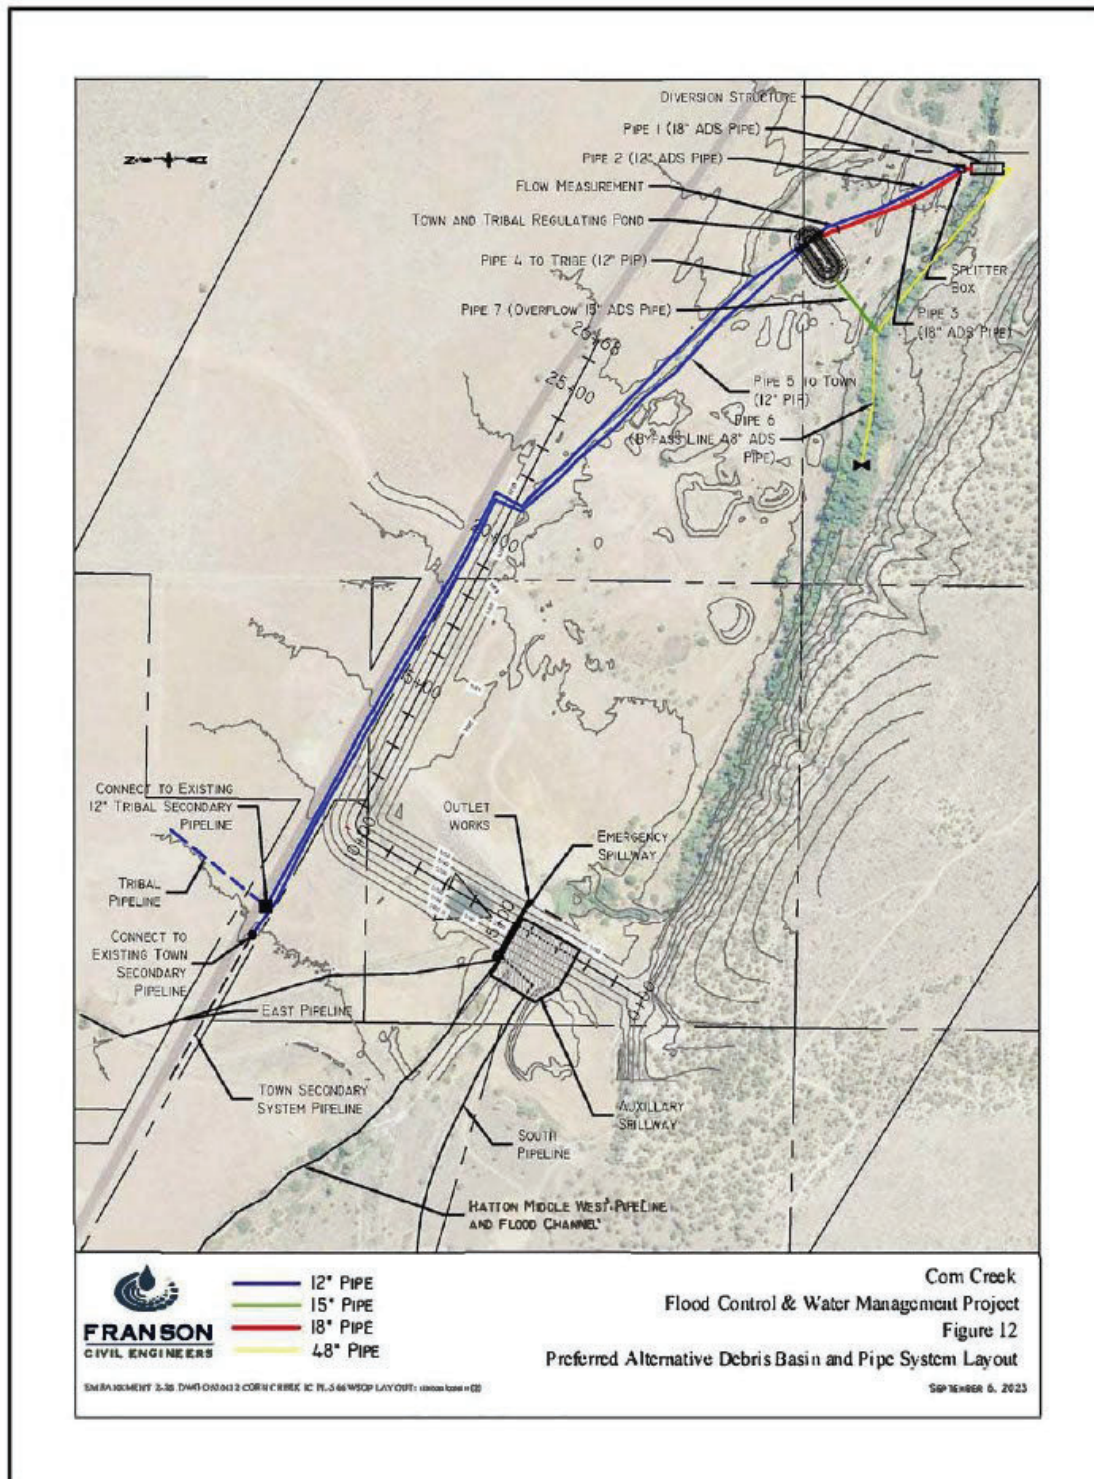 DIVERSION STRUCTURE
PIPE 1 (18" ADS PIPE)
PIPE 2 (12" ADS PIPE)
FLOW MEASUREMENT
TOWN AND TRIBAL REGULATING POND
PIPE 4 TO TRIBE (12" PIP)
PIPE 7 (OVERFLOW 15" ADS PIPE)
SPLITTER
BOX
PIPE 3
(18" ADS PIPE)
PIPE 5 TO TOWN
(12" PIP)
PIPE 6
(BYPASS LINE 48" ADS
PIPE)
25+65
25+00
20+00
15+00
CONNECT TO EXISTING
12" TRIBAL SECONDARY
PIPELINE
OUTLET
WORKS
EMERGENCY
SPILLWAY
TRIBAL
PIPELINE
CONNECT TO
EXISTING TOWN
SECONDARY
PIPELINE
EAST PIPELINE
0+00
TOWN SECONDARY
SYSTEM PIPELINE
AUXILLARY
SPILLWAY
SOUTH
PIPELINE
HATTON MIDDLE WEST PIPELINE
AND FLOOD CHANNEL
FRANSON
CIVIL ENGINEERS
12" PIPE
15" PIPE
18" PIPE
48" PIPE
Corn Creek
Flood Control & Water Management Project
Figure 12
Preferred Alternative Debris Basin and Pipe System Layout
SEPTEMBER 6, 2023